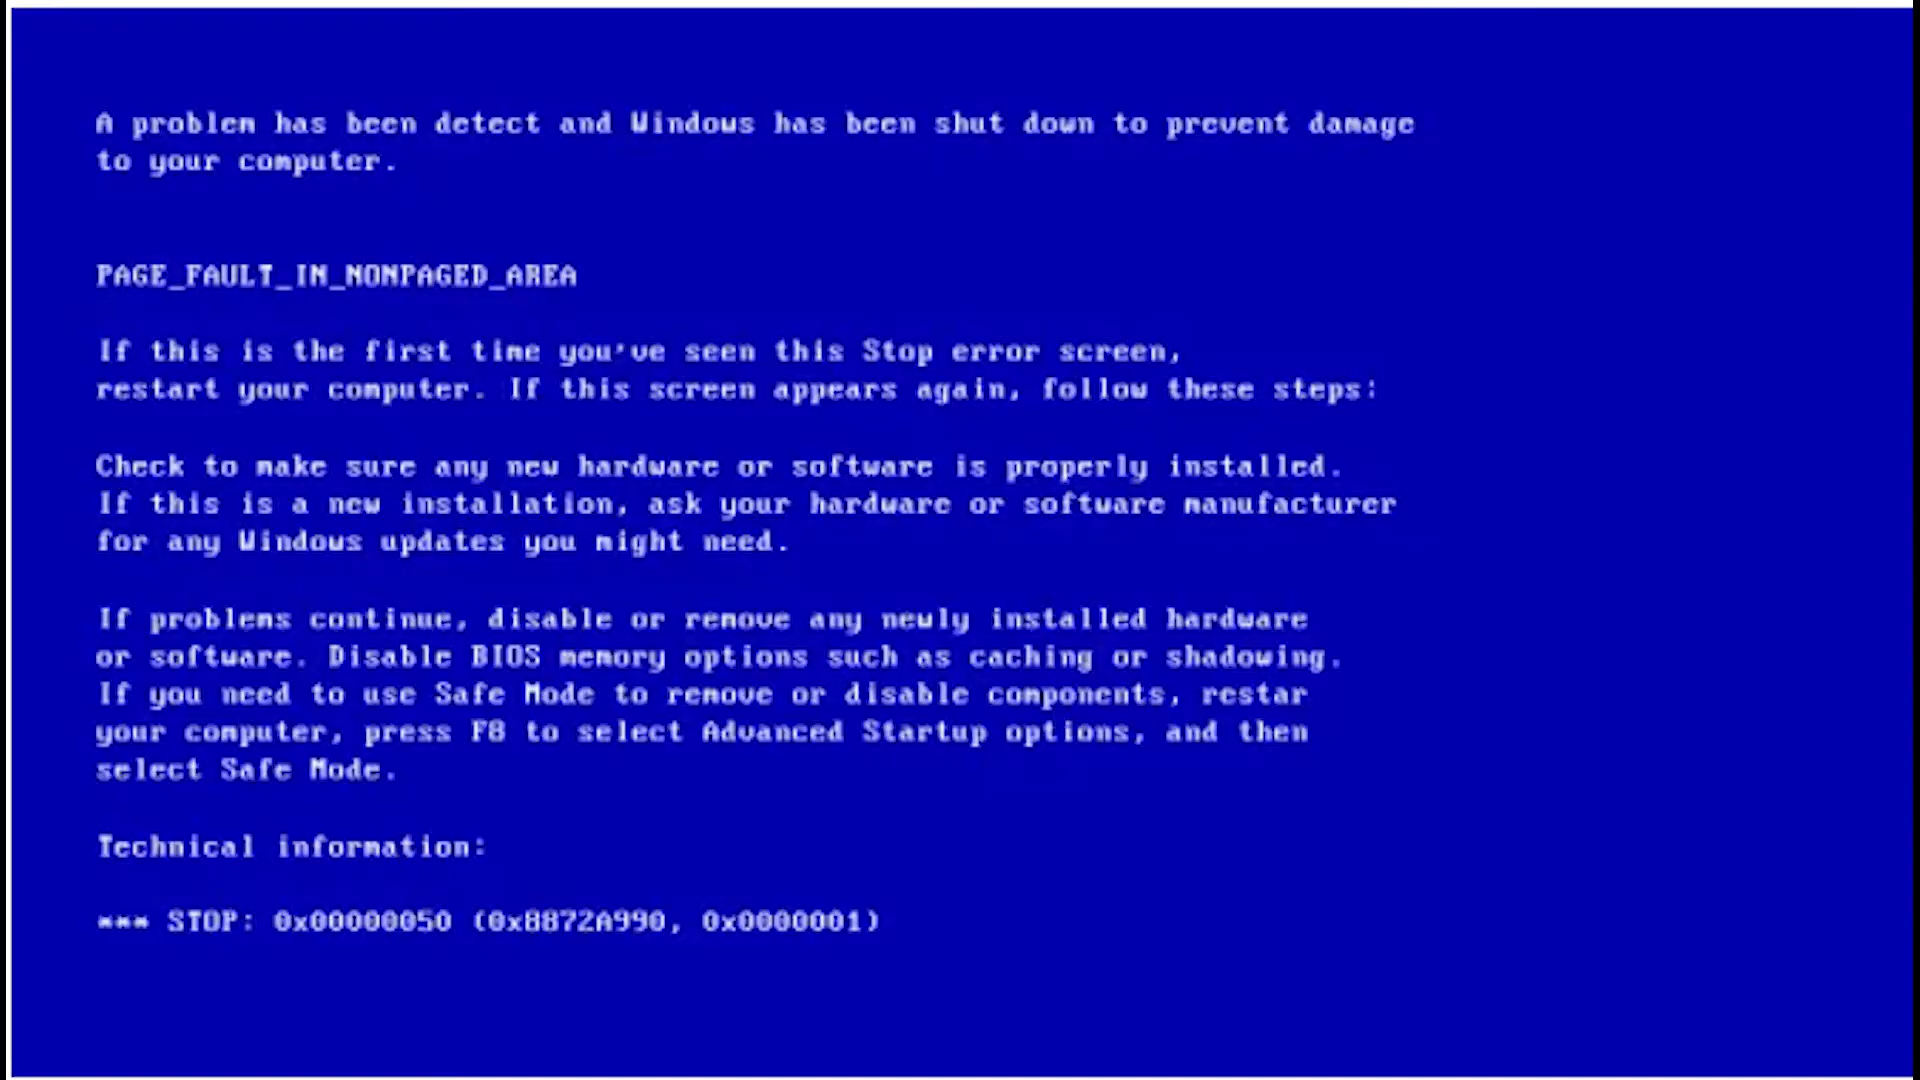 A problem has been detect and Windows has been shut down to prevent damage
to your computer.
PAGE_FAULT_IN_NONPAGED_AREA
If this is the first time you've seen this Stop error screen,
restart your computer. If this screen appears again, follow these steps:
Check to make sure any new hardware or software is properly installed.
If this is a new installation, ask your hardware or software manufacturer
for any Windows updates you might need.
If problems continue, disable or remove any newly installed hardware
or software. Disable BIOS memory options such as caching or shadowing.
If you need to use Safe Mode to remove or disable components, restar
your computer, press F8 to select Advanced Startup options, and then
select Safe Mode.
Technical information:
*** STOP: 0x00000050 (0x8872A990, 0x0000001)